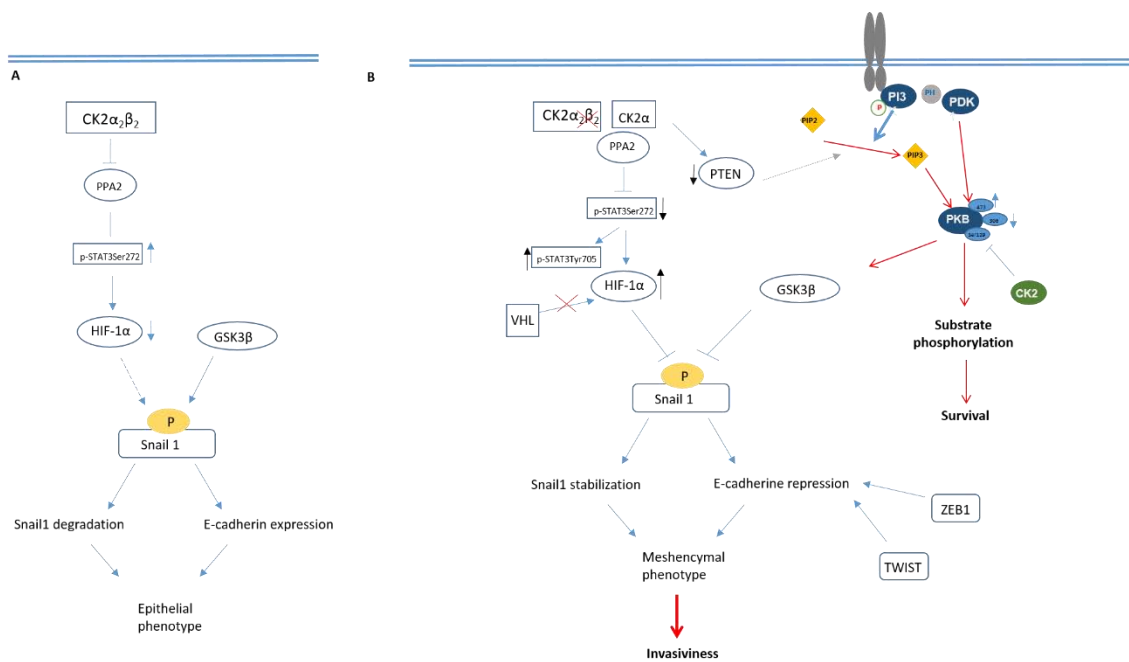 A
CK2α₂β₂
PPA2
p-STAT3Ser272
HIF-1α
GSK3β
P
Snail 1
Snail1 degradation
E-cadherin expression
Epithelial
phenotype
B
CK2α₂β₂
CK2α
PPA2
PTEN
p-STAT3Ser272
p-STAT3Tyr705
HIF-1α
VHL
GSK3β
P
Snail 1
Snail1 stabilization
E-cadherine repression
ZEB1
TWIST
Meshencymal
phenotype
Invasiviness
P
PI3
PH
PDK
PIP2
PIP3
PKB
473
308
Ser129
CK2
Substrate
phosphorylation
Survival